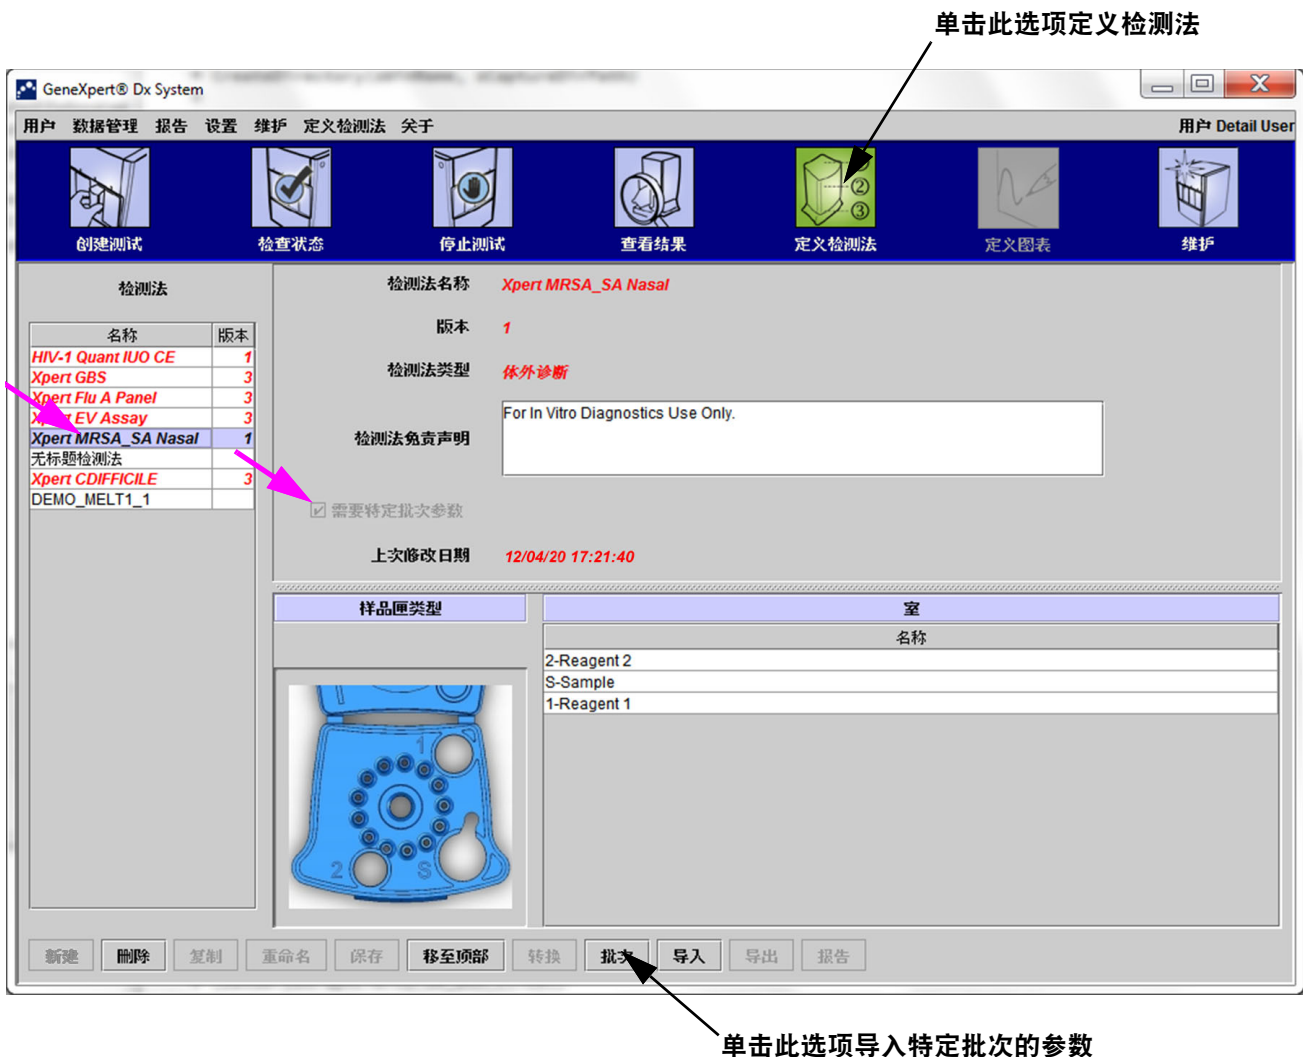 单击此选项定义检测法
GeneXpert® Dx System
用户 数据管理 报告 设置 维护 定义检测法 关于
用户 Detail User
创建测试 检查状态 停止测试 查看结果 定义检测法 定义图表 维护
检测法
名称 版本
HIV-1 Quant IUO CE 1
Xpert GBS 3
Xpert Flu A Panel 3
Xpert EV Assay 3
Xpert MRSA_SA Nasal 1
无标题检测法
Xpert CDIFFICILE 3
DEMO_MELT1_1
检测法名称 Xpert MRSA_SA Nasal
版本 1
检测法类型 体外诊断
检测法免责声明 For In Vitro Diagnostics Use Only.
需要特定批次参数
上次修改日期 12/04/20 17:21:40
样品匣类型
1
2 S
室
名称
2-Reagent 2
S-Sample
1-Reagent 1
新建 删除 复制 重命名 保存 移至顶部 转换 批次 导入 导出 报告
单击此选项导入特定批次的参数